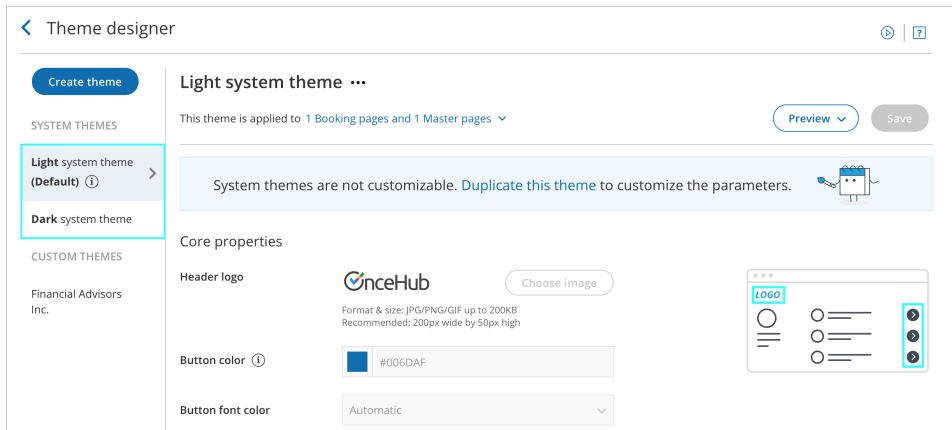 Theme designer
?
Create theme
SYSTEM THEMES
Light system theme
(Default) i
Dark system theme
CUSTOM THEMES
Financial Advisors
Inc.
Light system theme •••
This theme is applied to 1 Booking pages and 1 Master pages
Preview
Save
System themes are not customizable. Duplicate this theme to customize the parameters.
Core properties
Header logo
OnceHub
Choose image
Format & size: JPG/PNG/GIF up to 200KB
Recommended: 200px wide by 50px high
LOGO
Button color i
#006DAF
Button font color
Automatic